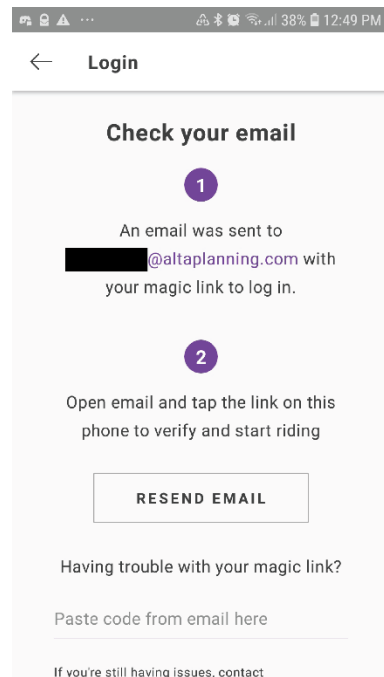 38% 12:49 PM
Login
Check your email
1
An email was sent to
@altaplanning.com with
your magic link to log in.
2
Open email and tap the link on this
phone to verify and start riding
RESEND EMAIL
Having trouble with your magic link?
Paste code from email here
If you're still having issues, contact